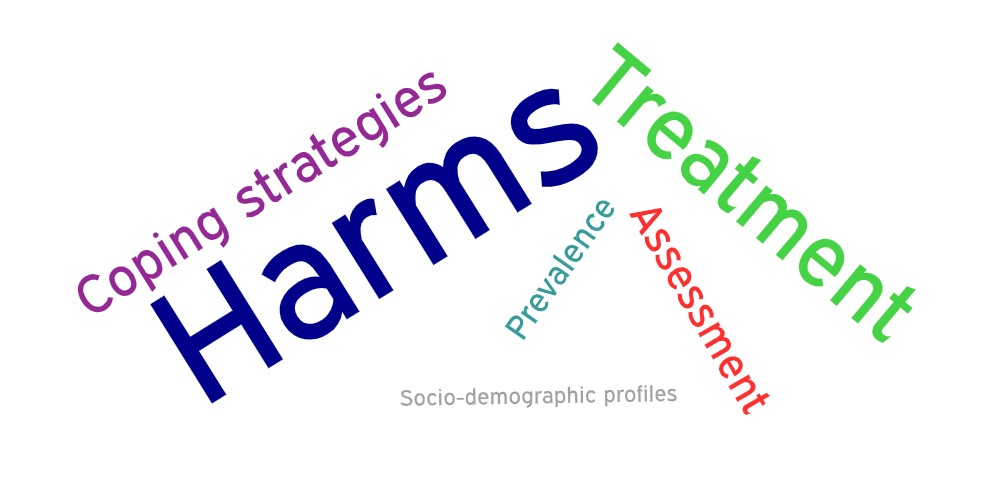 Coping strategies
Harms
Treatment
Prevalence
Assessment
Socio-demographic profiles